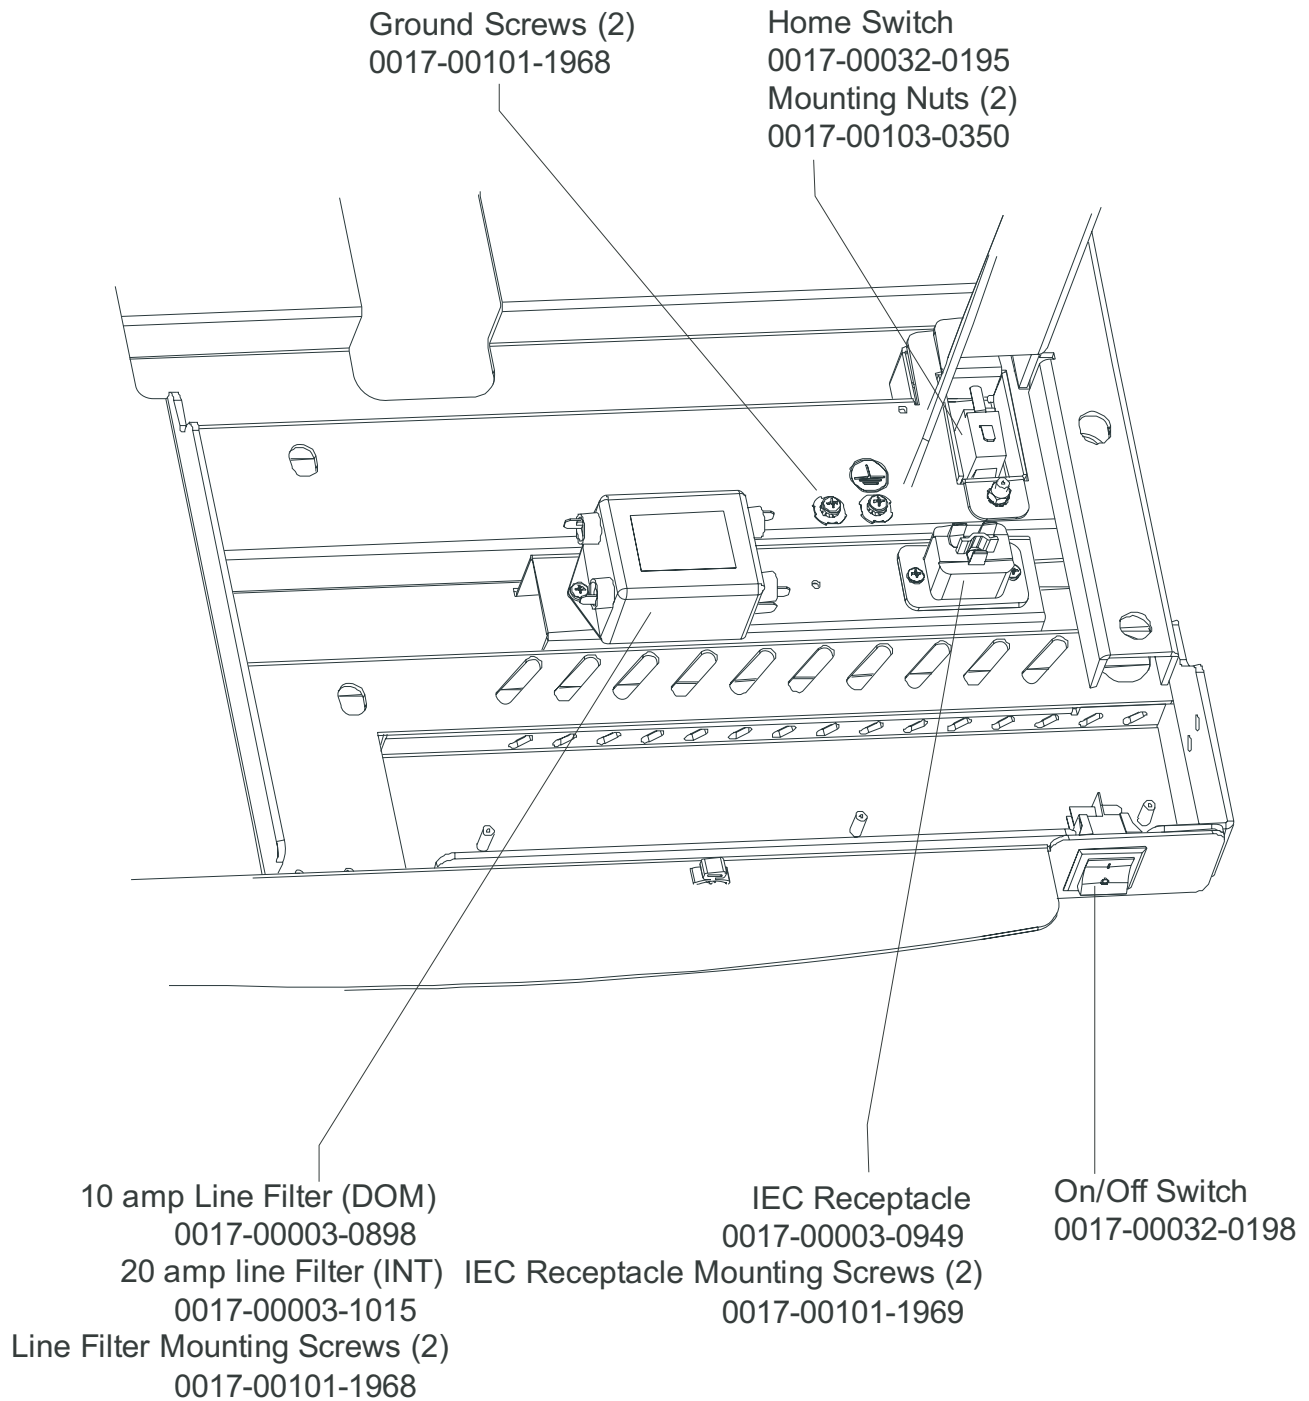 Ground Screws (2)
0017-00101-1968
Home Switch
0017-00032-0195
Mounting Nuts (2)
0017-00103-0350
10 amp Line Filter (DOM)
0017-00003-0898
20 amp line Filter (INT)
0017-00003-1015
Line Filter Mounting Screws (2)
0017-00101-1968
IEC Receptacle
0017-00003-0949
IEC Receptacle Mounting Screws (2)
0017-00101-1969
On/Off Switch
0017-00032-0198